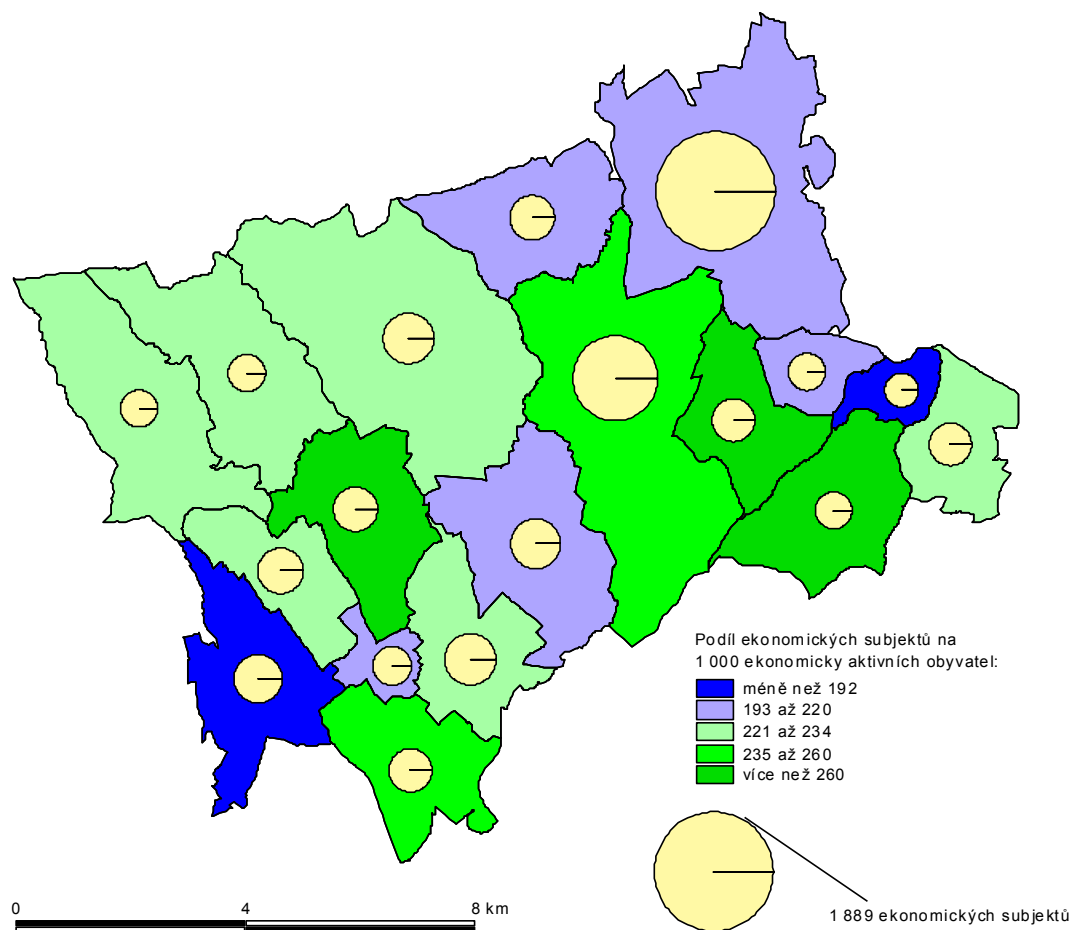 Podíl ekonomických subjektů na
1 000 ekonomicky aktivních obyvatel:
méně než 192
193 až 220
221 až 234
235 až 260
více než 260
0 4 8 km
1 889 ekonomických subjektů